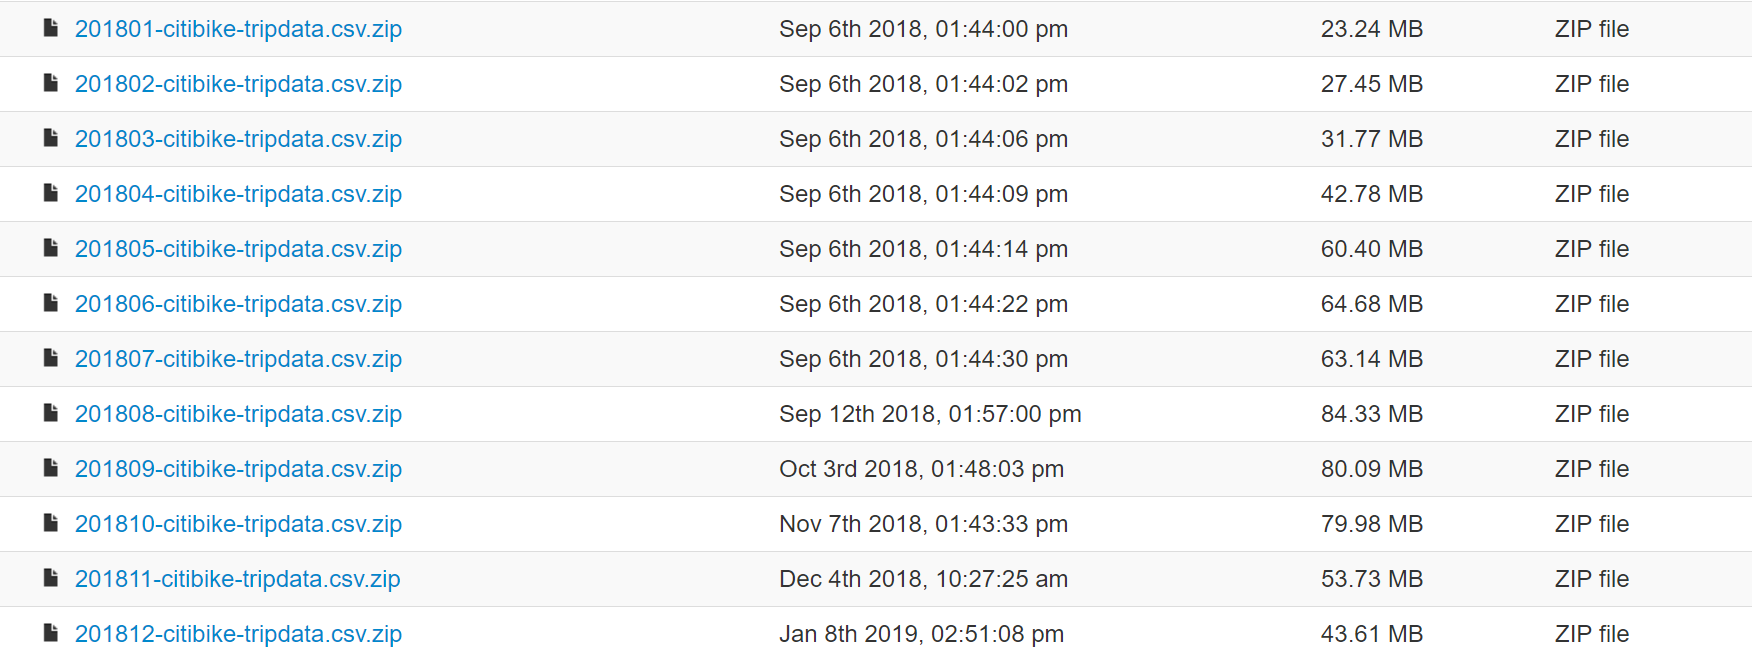 201801-citibike-tripdata.csv.zip Sep 6th 2018, 01:44:00 pm 23.24 MB ZIP file
201802-citibike-tripdata.csv.zip Sep 6th 2018, 01:44:02 pm 27.45 MB ZIP file
201803-citibike-tripdata.csv.zip Sep 6th 2018, 01:44:06 pm 31.77 MB ZIP file
201804-citibike-tripdata.csv.zip Sep 6th 2018, 01:44:09 pm 42.78 MB ZIP file
201805-citibike-tripdata.csv.zip Sep 6th 2018, 01:44:14 pm 60.40 MB ZIP file
201806-citibike-tripdata.csv.zip Sep 6th 2018, 01:44:22 pm 64.68 MB ZIP file
201807-citibike-tripdata.csv.zip Sep 6th 2018, 01:44:30 pm 63.14 MB ZIP file
201808-citibike-tripdata.csv.zip Sep 12th 2018, 01:57:00 pm 84.33 MB ZIP file
201809-citibike-tripdata.csv.zip Oct 3rd 2018, 01:48:03 pm 80.09 MB ZIP file
201810-citibike-tripdata.csv.zip Nov 7th 2018, 01:43:33 pm 79.98 MB ZIP file
201811-citibike-tripdata.csv.zip Dec 4th 2018, 10:27:25 am 53.73 MB ZIP file
201812-citibike-tripdata.csv.zip Jan 8th 2019, 02:51:08 pm 43.61 MB ZIP file